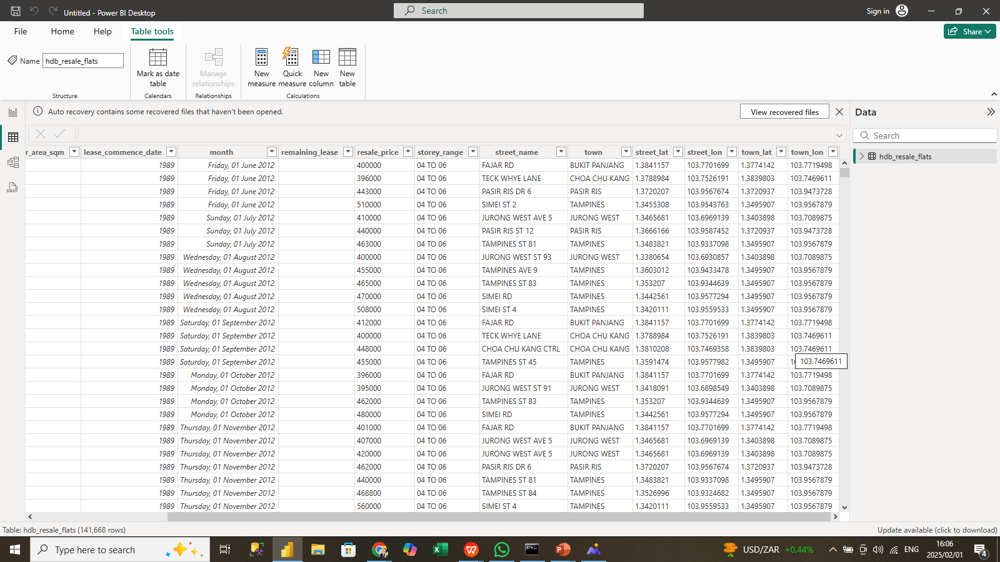 Untitled - Power BI Desktop
Search
Sign in
File
Home
Help
Table tools
Share
Name
hdb_resale_flats
Mark as date table
Manage relationships
New measure
Quick measure
New column
New table
Structure
Calendars
Relationships
Calculations
Auto recovery contains some recovered files that haven't been opened.
View recovered files
Data
Search
hdb_resale_flats
DAX
r_area_sqm lease_commence_date month remaining_lease resale_price storey_range street_name town street_lat street_lon town_lat town_lon
1989 Friday, 01 June 2012 400000 04 TO 06 FAJAR RD BUKIT PANJANG 1.3841157 103.7701699 1.3774142 103.7719498
1989 Friday, 01 June 2012 396000 04 TO 06 TECK WHYE LANE CHOA CHU KANG 1.3788984 103.7526191 1.3839803 103.7469611
1989 Friday, 01 June 2012 443000 04 TO 06 PASIR RIS DR 6 PASIR RIS 1.3720207 103.9567674 1.3720937 103.9473728
1989 Friday, 01 June 2012 510000 04 TO 06 SIMEI ST 2 TAMPINES 1.3455308 103.9543763 1.3495907 103.9567879
1989 Sunday, 01 July 2012 410000 04 TO 06 JURONG WEST AVE 5 JURONG WEST 1.3465681 103.6969139 1.3403898 103.7089875
1989 Sunday, 01 July 2012 440000 04 TO 06 PASIR RIS ST 12 PASIR RIS 1.3666166 103.9587452 1.3720937 103.9473728
1989 Sunday, 01 July 2012 463000 04 TO 06 TAMPINES ST 81 TAMPINES 1.3483821 103.9337098 1.3495907 103.9567879
1989 Wednesday, 01 August 2012 400000 04 TO 06 JURONG WEST ST 93 JURONG WEST 1.3380654 103.6930857 1.3403898 103.7089875
1989 Wednesday, 01 August 2012 455000 04 TO 06 TAMPINES AVE 9 TAMPINES 1.3603012 103.9433478 1.3495907 103.9567879
1989 Wednesday, 01 August 2012 465000 04 TO 06 TAMPINES ST 83 TAMPINES 1.353207 103.9344639 1.3495907 103.9567879
1989 Wednesday, 01 August 2012 470000 04 TO 06 SIMEI RD TAMPINES 1.3442561 103.9577294 1.3495907 103.9567879
1989 Wednesday, 01 August 2012 508000 04 TO 06 SIMEI ST 4 TAMPINES 1.3420111 103.9559533 1.3495907 103.9567879
1989 Saturday, 01 September 2012 412000 04 TO 06 FAJAR RD BUKIT PANJANG 1.3841157 103.7701699 1.3774142 103.7719498
1989 Saturday, 01 September 2012 400000 04 TO 06 TECK WHYE LANE CHOA CHU KANG 1.3788984 103.7526191 1.3839803 103.7469611
1989 Saturday, 01 September 2012 448000 04 TO 06 CHOA CHU KANG CTRL CHOA CHU KANG 1.3810208 103.7469358 1.3839803 103.7469611
1989 Saturday, 01 September 2012 455000 04 TO 06 TAMPINES ST 45 TAMPINES 1.3591474 103.9577982 1.3495907
103.7469611
1989 Monday, 01 October 2012 396000 04 TO 06 FAJAR RD BUKIT PANJANG 1.3841157 103.7701699 1.3774142 103.7719498
1989 Monday, 01 October 2012 395000 04 TO 06 JURONG WEST ST 91 JURONG WEST 1.3418091 103.6898549 1.3403898 103.7089875
1989 Monday, 01 October 2012 462000 04 TO 06 TAMPINES ST 83 TAMPINES 1.353207 103.9344639 1.3495907 103.9567879
1989 Monday, 01 October 2012 480000 04 TO 06 SIMEI RD TAMPINES 1.3442561 103.9577294 1.3495907 103.9567879
1989 Thursday, 01 November 2012 401000 04 TO 06 FAJAR RD BUKIT PANJANG 1.3841157 103.7701699 1.3774142 103.7719498
1989 Thursday, 01 November 2012 407000 04 TO 06 JURONG WEST AVE 5 JURONG WEST 1.3465681 103.6969139 1.3403898 103.7089875
1989 Thursday, 01 November 2012 420000 04 TO 06 JURONG WEST AVE 5 JURONG WEST 1.3465681 103.6969139 1.3403898 103.7089875
1989 Thursday, 01 November 2012 462000 04 TO 06 PASIR RIS DR 6 PASIR RIS 1.3720207 103.9567674 1.3720937 103.9473728
1989 Thursday, 01 November 2012 440000 04 TO 06 TAMPINES ST 81 TAMPINES 1.3483821 103.9337098 1.3495907 103.9567879
1989 Thursday, 01 November 2012 468800 04 TO 06 TAMPINES ST 84 TAMPINES 1.3526996 103.9324682 1.3495907 103.9567879
1989 Thursday, 01 November 2012 560000 04 TO 06 SIMEI ST 4 TAMPINES 1.3420111 103.9559533 1.3495907 103.9567879
Table: hdb_resale_flats (141,668 rows)
Update available (click to download)
Type here to search
USD/ZAR +0,44%
ENG
16:06
2025/02/01
4